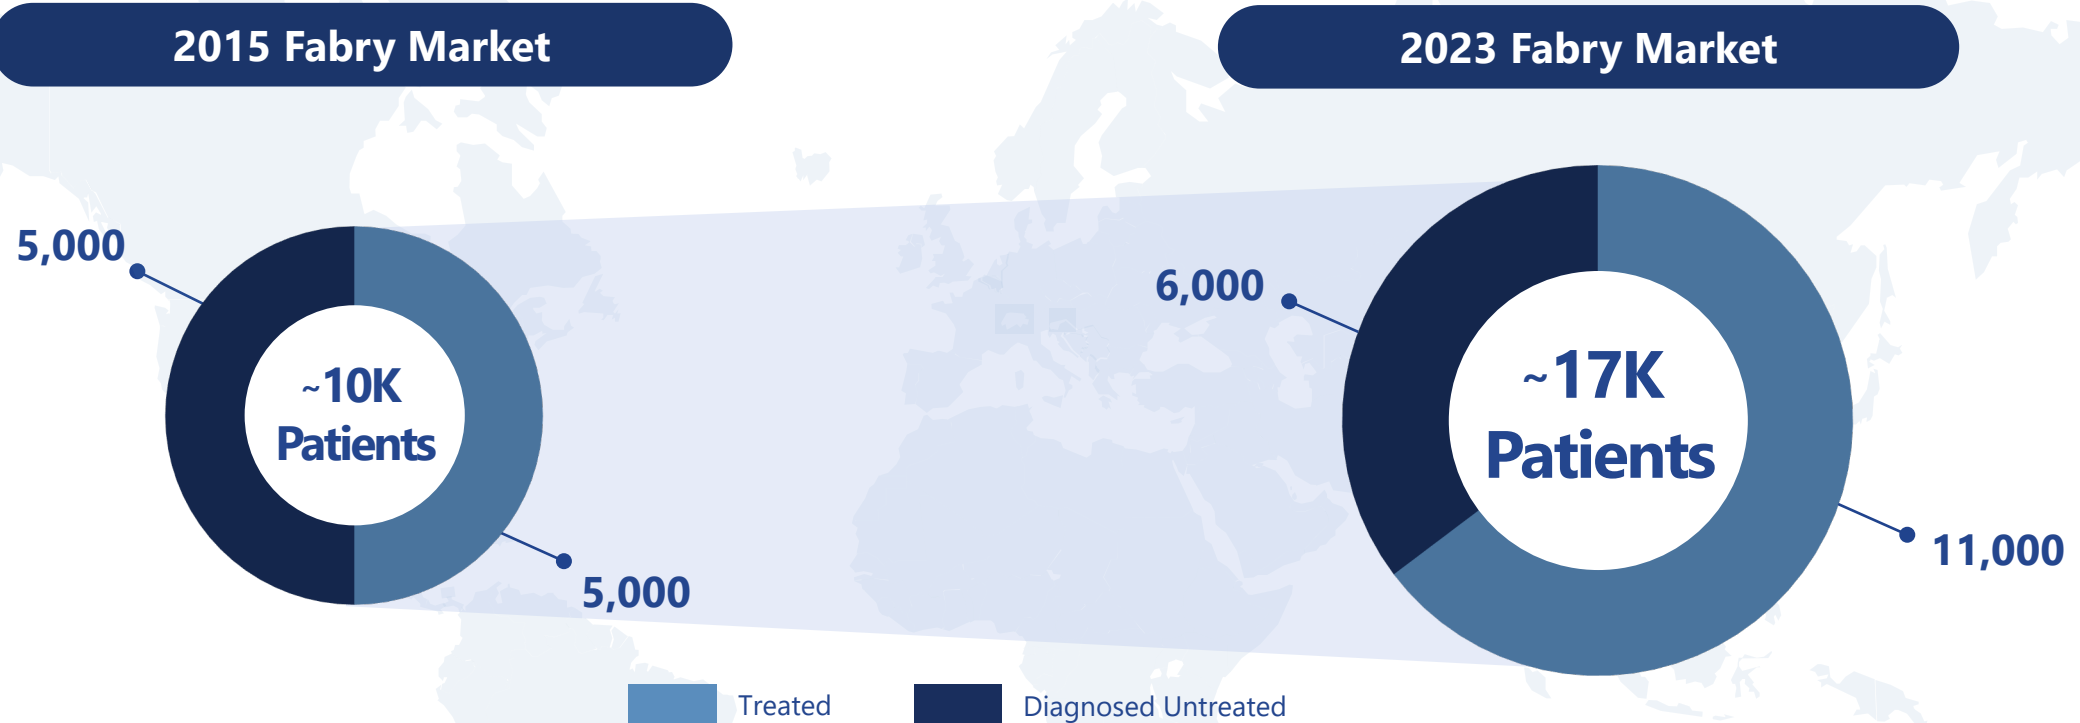 2015 Fabry Market
2023 Fabry Market
5,000
~10K
Patients
5,000
6,000
~17K
Patients
11,000
Treated
Diagnosed Untreated